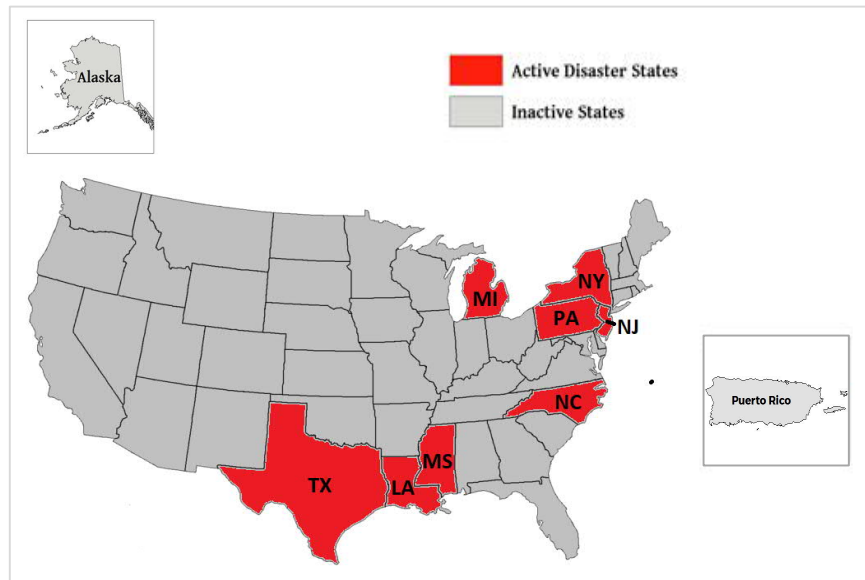 Alaska
Active Disaster States
Inactive States
MI
NY
PA
NJ
NC
MS
TX
LA
Puerto Rico